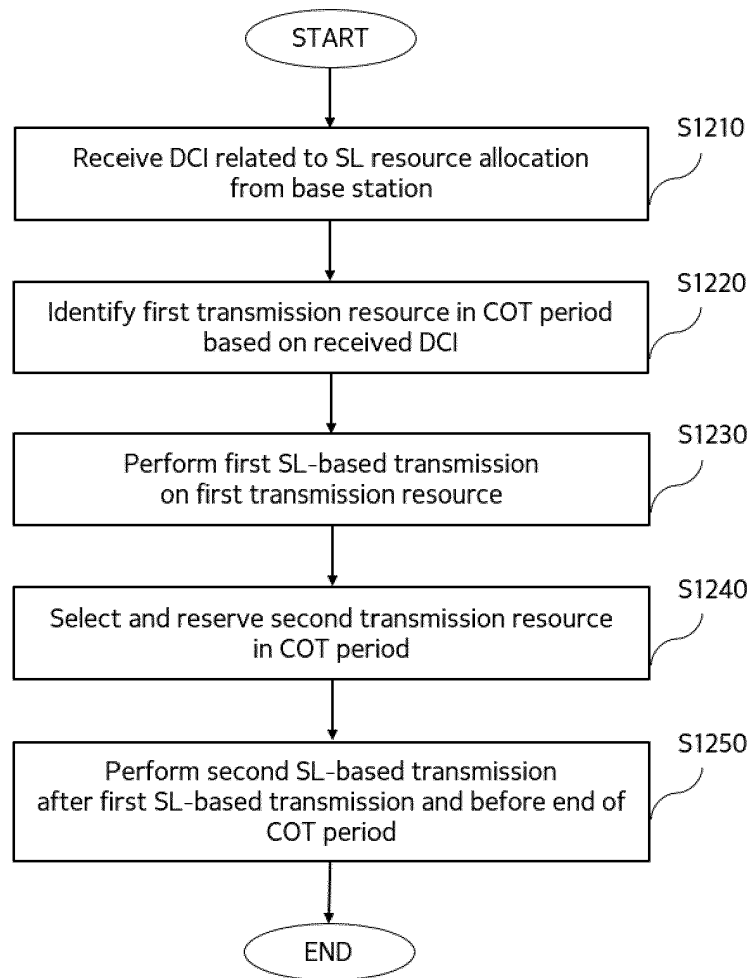 START
S1210
Receive DCI related to SL resource allocation
from base station
S1220
Identify first transmission resource in COT period
based on received DCI
S1230
Perform first SL-based transmission
on first transmission resource
S1240
Select and reserve second transmission resource
in COT period
S1250
Perform second SL-based transmission
after first SL-based transmission and before end of
COT period
END